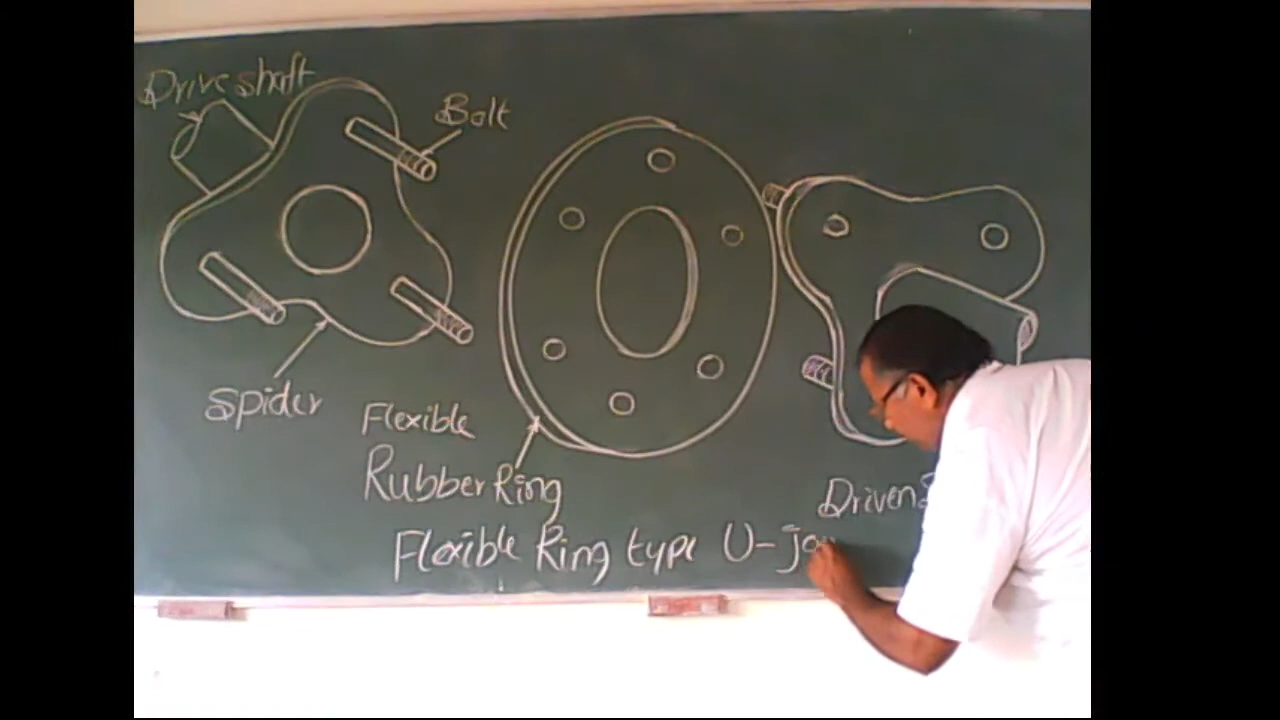 Drive shaft
Bolt
Spider
Flexible
Rubber Ring
Driven
Flexible Ring type U-jo